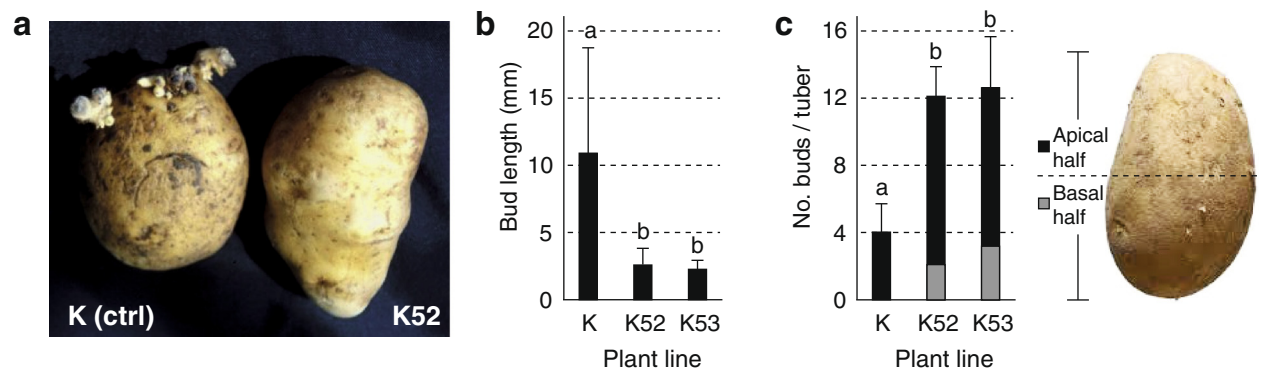 a
K (ctrl)
K52
b
Bud length (mm)
20
15
10
5
0
a
b
b
K K52 K53
Plant line
c
No. buds / tuber
16
12
8
4
0
a
b
b
K K52 K53
Plant line
Apical
half
Basal
half